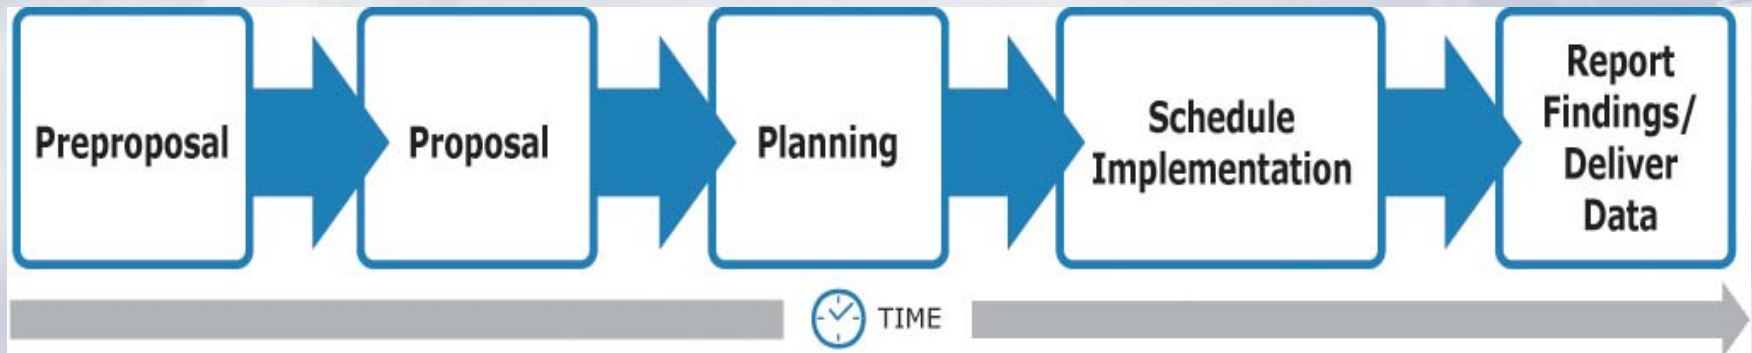 Preproposal
Proposal
Planning
Schedule
Implementation
Report
Findings/
Deliver
Data
TIME